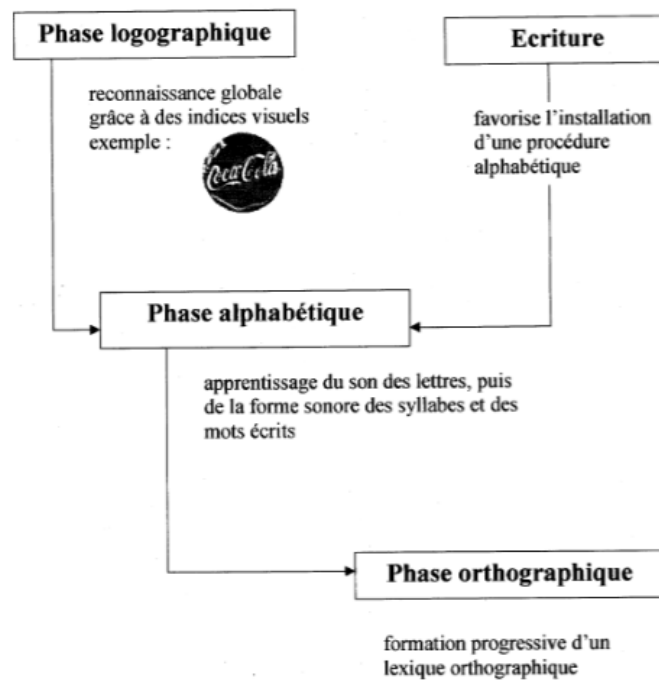 Phase logographique
Ecriture
reconnaissance globale
grâce à des indices visuels
exemple :
Coca-Cola
favorise l'installation
d'une procédure
alphabétique
Phase alphabétique
apprentissage du son des lettres, puis
de la forme sonore des syllabes et des
mots écrits
Phase orthographique
formation progressive d'un
lexique orthographique